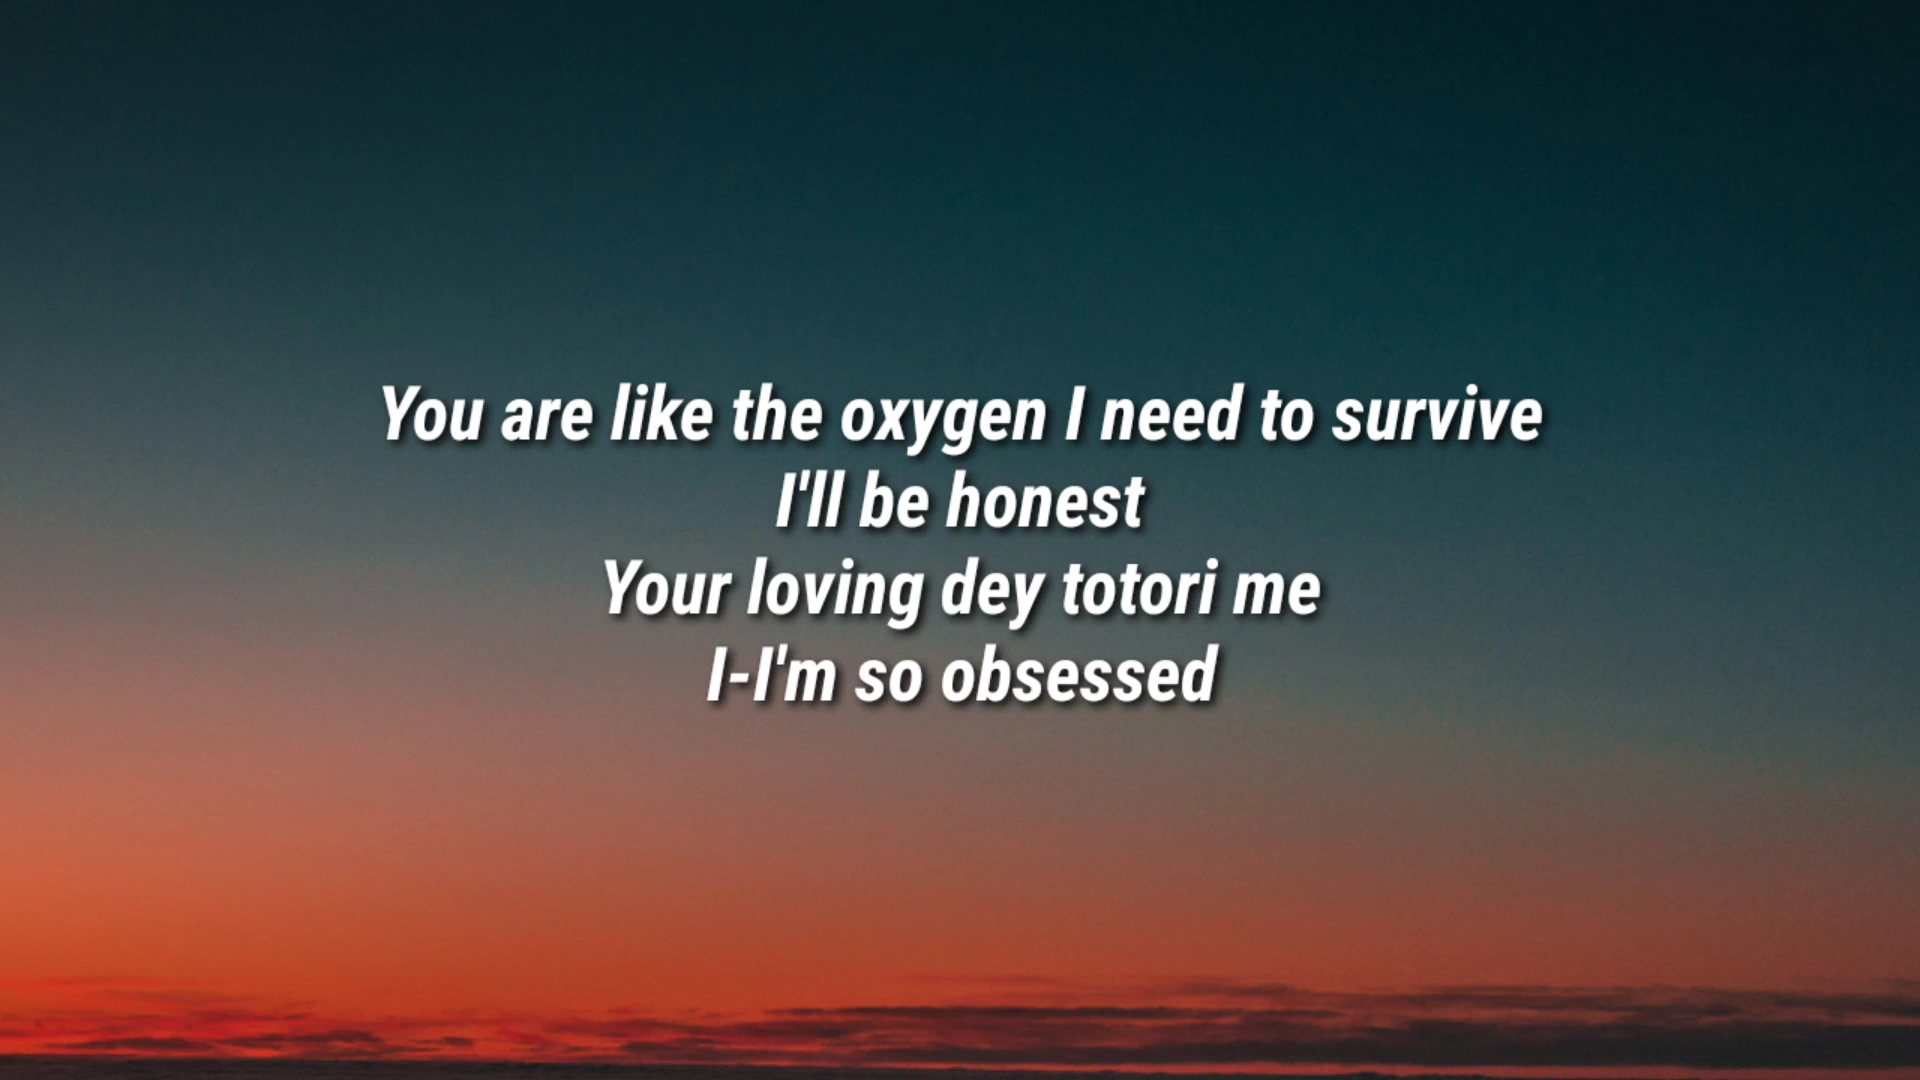 You are like the oxygen I need to survive
I'll be honest
Your loving dey totori me
I-I'm so obsessed